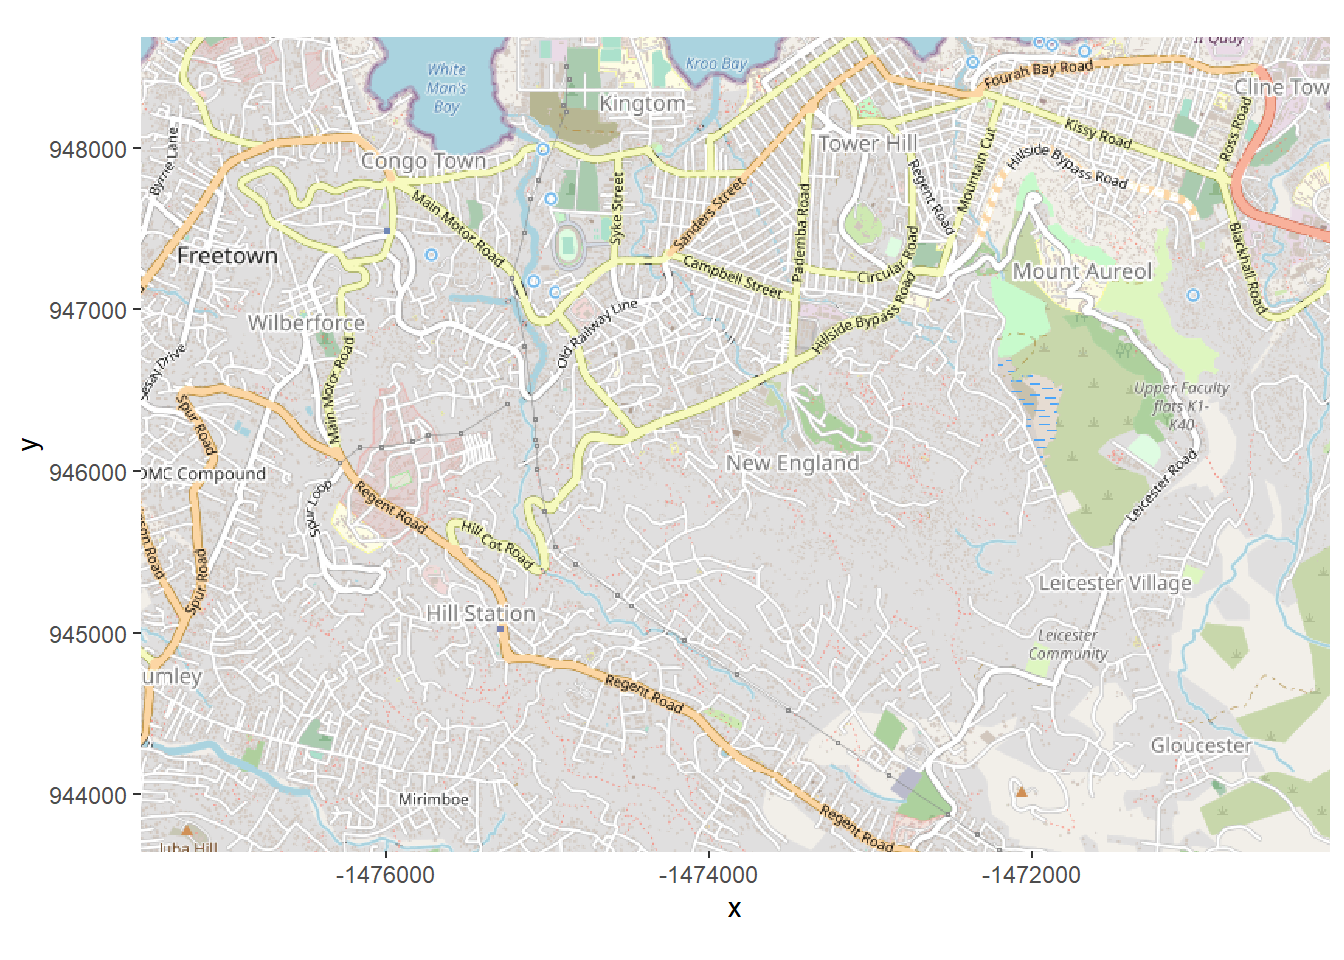 White
Man's
Bay
Kroo Bay
Quay
Fourah Bay Road
Cline Tow
Kingtom
Byrne Lane
Congo Town
Tower Hill
Kissy Road
Ross Road
Hillside Bypass Road
Mountain Cut
Regent Road
Main Motor Road
Syke Street
Sanders Street
Pademba Road
Freetown
Campbell Street
Circular Road
Mount Aureol
Blackhall Road
Wilberforce
Old Railway Line
Hillside Bypass Road
esay Drive
Main Motor Road
Upper Faculty
flats K1-
K40
Spur Road
OMC Compound
New England
Leicester Road
Spur Loop
Regent Road
Hill Cot Road
son Road
Spur Road
Leicester Village
Hill Station
Leicester
Community
umley
Regent Road
Gloucester
Mirimboe
Regent Road
Juba Hill
948000
947000
946000
945000
944000
y
-1476000
-1474000
-1472000
x